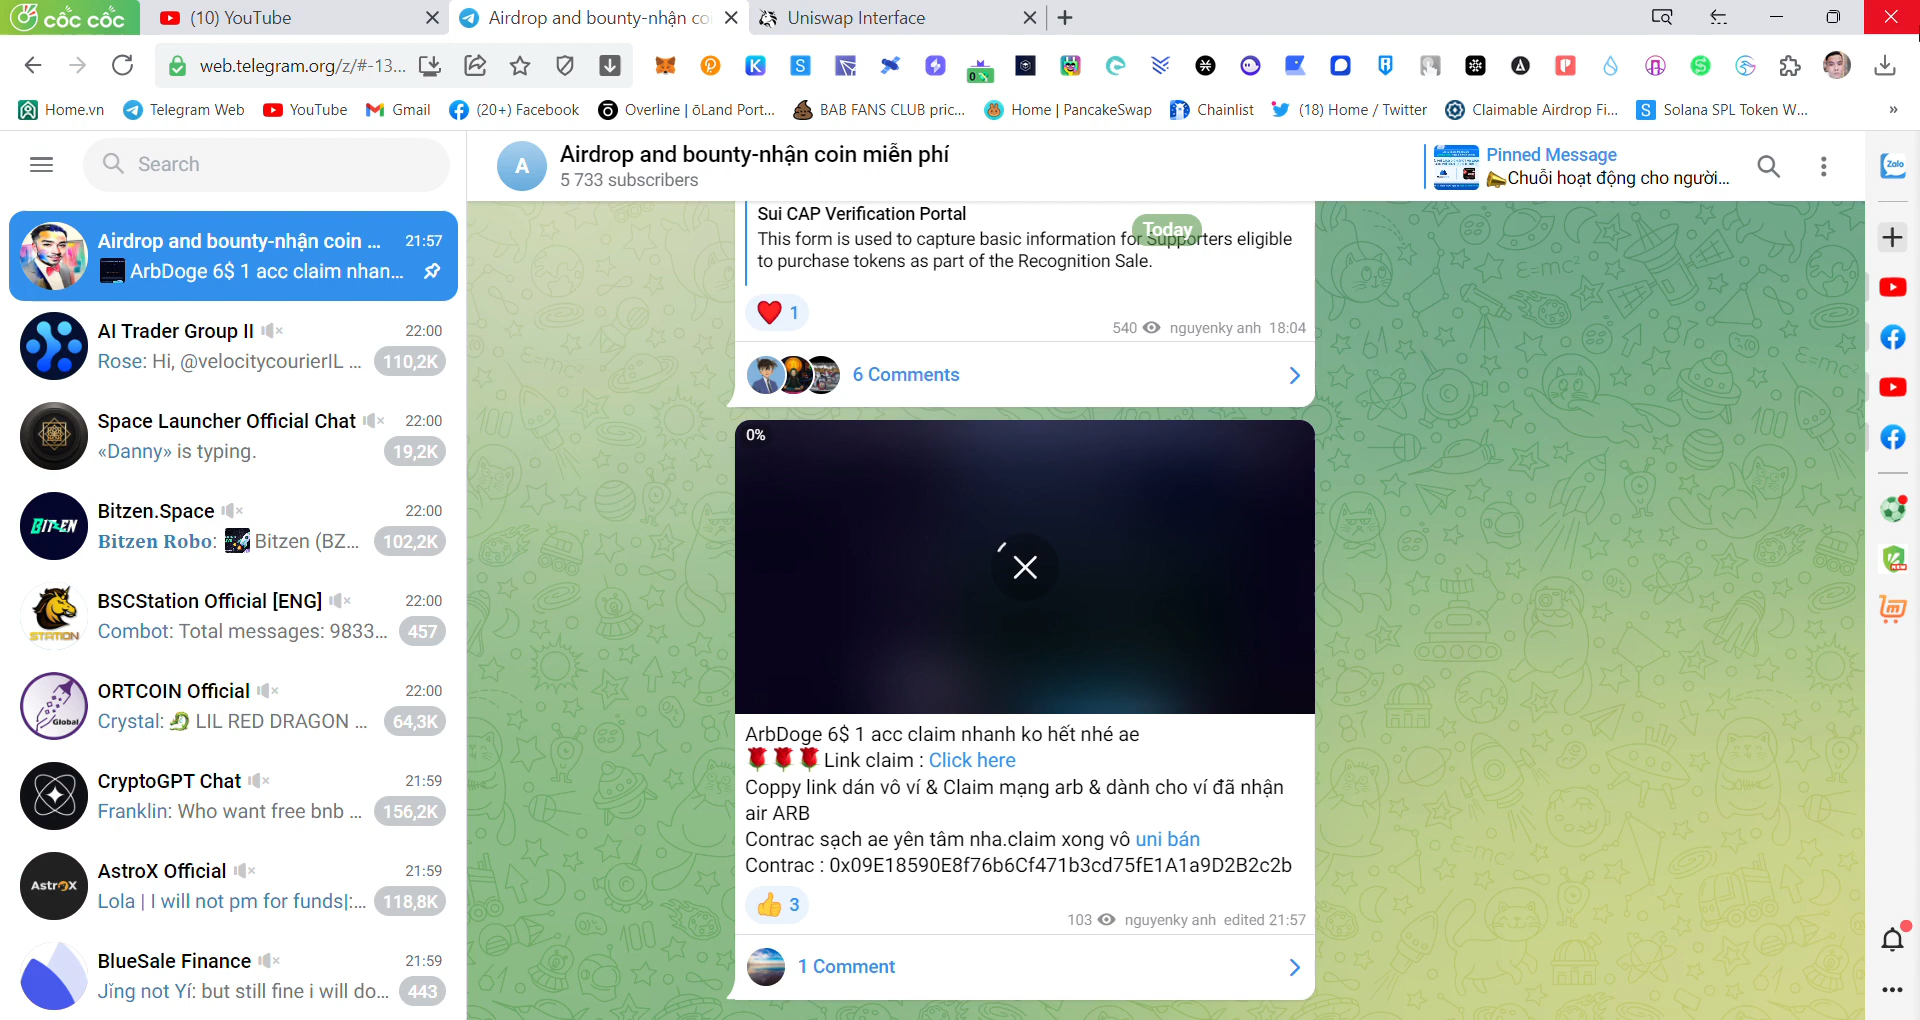 cốc cốc
(10) YouTube
Airdrop and bounty-nhận co
Uniswap Interface
web.telegram.org/z/#-13...
Home.vn
Telegram Web
YouTube
Gmail
(20+) Facebook
Overline | ōLand Port...
BAB FANS CLUB pric...
Home | PancakeSwap
Chainlist
(18) Home / Twitter
Claimable Airdrop Fi...
Solana SPL Token W...
»
Search
A
Airdrop and bounty-nhận coin miễn phí
5 733 subscribers
Pinned Message
Chuỗi hoạt động cho người...
Zalo
Airdrop and bounty-nhận coin ...
21:57
ArbDoge 6$ 1 acc claim nhan...
AI Trader Group II
22:00
Rose: Hi, @velocitycourierIL ...
110,2K
Space Launcher Official Chat
22:00
«Danny» is typing.
19,2K
BIT-EN
Bitzen.Space
22:00
Bitzen Robo: Bitzen (BZ...
102,2K
STATION
BSCStation Official [ENG]
22:00
Combot: Total messages: 9833...
457
Global
ORTCOIN Official
22:00
Crystal: LIL RED DRAGON ...
64,3K
CryptoGPT Chat
21:59
Franklin: Who want free bnb ...
156,2K
AstrOX
AstroX Official
21:59
Lola | I will not pm for funds|:...
118,8K
BlueSale Finance
21:59
Jǐng not Yí: but still fine i will do...
443
Sui CAP Verification Portal
Today
This form is used to capture basic information for Supporters eligible
to purchase tokens as part of the Recognition Sale.
❤️ 1
540 nguyenky anh 18:04
6 Comments
0%
ArbDoge 6$ 1 acc claim nhanh ko hết nhé ae
🌹🌹🌹Link claim : Click here
Coppy link dán vô ví & Claim mạng arb & dành cho ví đã nhận
air ARB
Contrac sạch ae yên tâm nha.claim xong vô uni bán
Contrac : 0x09E18590E8f76b6Cf471b3cd75fE1A1a9D2B2c2b
👍 3
103 nguyenky anh edited 21:57
1 Comment